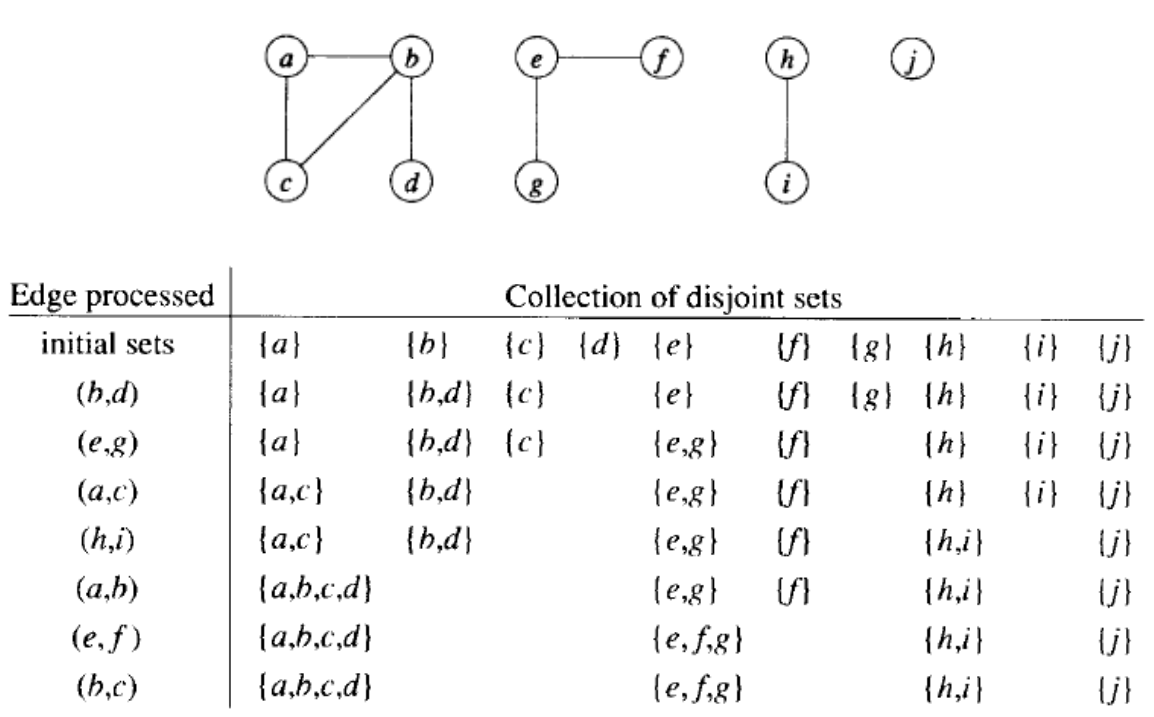 a b e f h j
c d g i
Edge processed Collection of disjoint sets
initial sets {a} {b} {c} {d} {e} {f} {g} {h} {i} {j}
(b,d) {a} {b,d} {c} {e} {f} {g} {h} {i} {j}
(e,g) {a} {b,d} {c} {e,g} {f} {h} {i} {j}
(a,c) {a,c} {b,d} {e,g} {f} {h} {i} {j}
(h,i) {a,c} {b,d} {e,g} {f} {h,i} {j}
(a,b) {a,b,c,d} {e,g} {f} {h,i} {j}
(e,f) {a,b,c,d} {e,f,g} {h,i} {j}
(b,c) {a,b,c,d} {e,f,g} {h,i} {j}